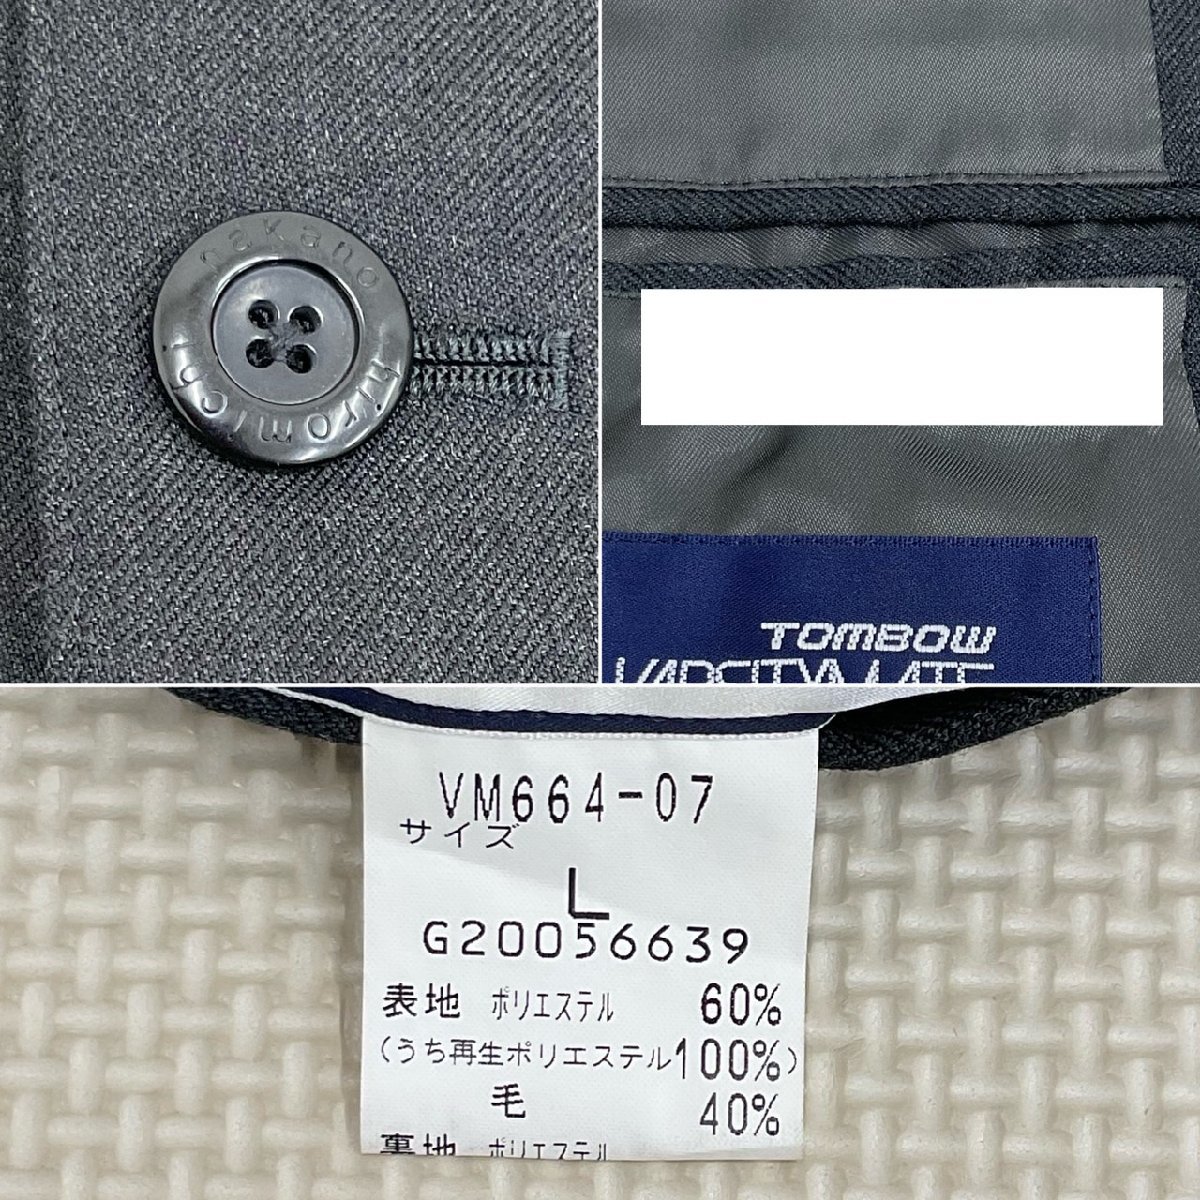 nakano
hiromichi
TOMBOW
VM664-07
サイズ
L
G20056639
表地 ポリエステル 60%
(うち再生ポリエステル100%)
毛 40%
裏地 ポリエステル